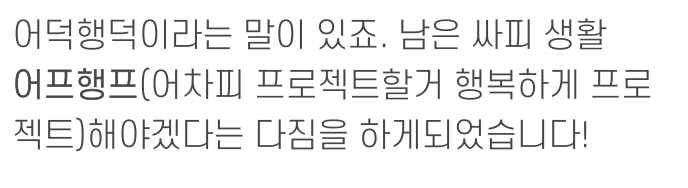 어덕행덕이라는 말이 있죠. 남은 싸피 생활
어프행프(어차피 프로젝트할거 행복하게 프로
젝트)해야겠다는 다짐을 하게되었습니다!